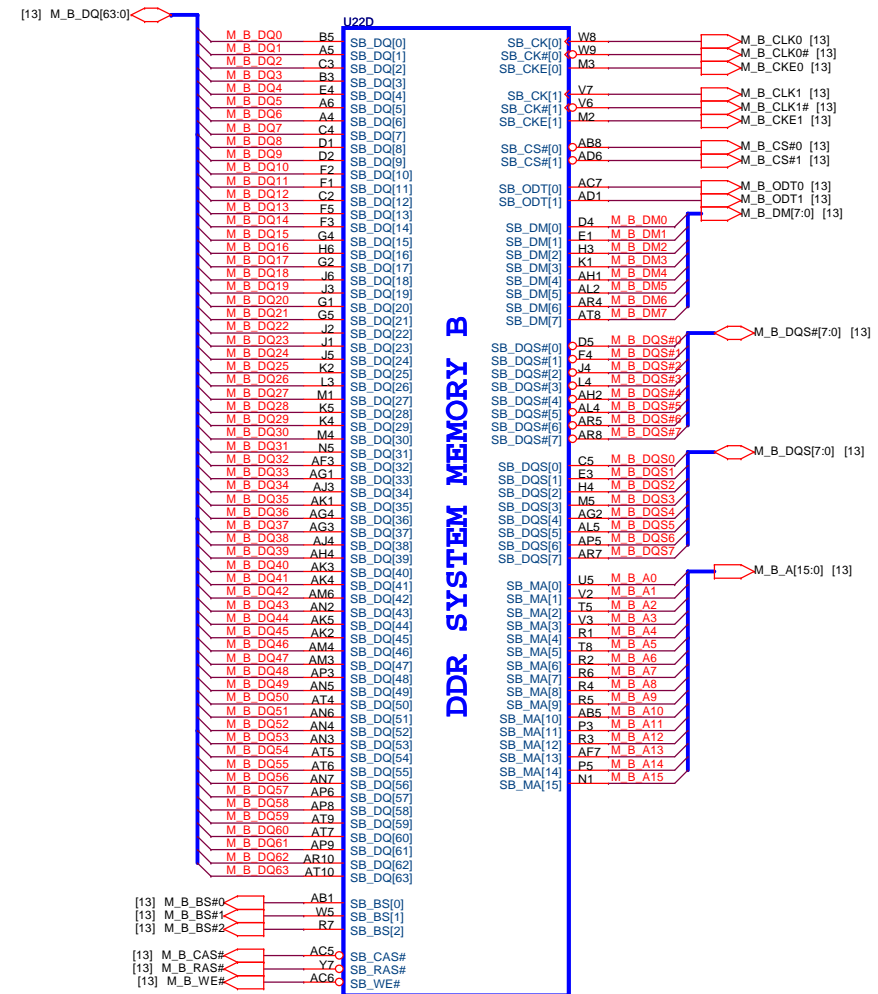 U22D
[13] M_B_DQ[63:0]
M_B_DQ0 B5 SB_DQ[0]
M_B_DQ1 A5 SB_DQ[1]
M_B_DQ2 C3 SB_DQ[2]
M_B_DQ3 B3 SB_DQ[3]
M_B_DQ4 E4 SB_DQ[4]
M_B_DQ5 A6 SB_DQ[5]
M_B_DQ6 A4 SB_DQ[6]
M_B_DQ7 C4 SB_DQ[7]
M_B_DQ8 D1 SB_DQ[8]
M_B_DQ9 D2 SB_DQ[9]
M_B_DQ10 F2 SB_DQ[10]
M_B_DQ11 F1 SB_DQ[11]
M_B_DQ12 C2 SB_DQ[12]
M_B_DQ13 F5 SB_DQ[13]
M_B_DQ14 F3 SB_DQ[14]
M_B_DQ15 G4 SB_DQ[15]
M_B_DQ16 H6 SB_DQ[16]
M_B_DQ17 G2 SB_DQ[17]
M_B_DQ18 J6 SB_DQ[18]
M_B_DQ19 J3 SB_DQ[19]
M_B_DQ20 G1 SB_DQ[20]
M_B_DQ21 G5 SB_DQ[21]
M_B_DQ22 J2 SB_DQ[22]
M_B_DQ23 J1 SB_DQ[23]
M_B_DQ24 J5 SB_DQ[24]
M_B_DQ25 K2 SB_DQ[25]
M_B_DQ26 L3 SB_DQ[26]
M_B_DQ27 M1 SB_DQ[27]
M_B_DQ28 K5 SB_DQ[28]
M_B_DQ29 K4 SB_DQ[29]
M_B_DQ30 M4 SB_DQ[30]
M_B_DQ31 N5 SB_DQ[31]
M_B_DQ32 AF3 SB_DQ[32]
M_B_DQ33 AG1 SB_DQ[33]
M_B_DQ34 AJ3 SB_DQ[34]
M_B_DQ35 AK1 SB_DQ[35]
M_B_DQ36 AG4 SB_DQ[36]
M_B_DQ37 AG3 SB_DQ[37]
M_B_DQ38 AJ4 SB_DQ[38]
M_B_DQ39 AH4 SB_DQ[39]
M_B_DQ40 AK3 SB_DQ[40]
M_B_DQ41 AK4 SB_DQ[41]
M_B_DQ42 AM6 SB_DQ[42]
M_B_DQ43 AN2 SB_DQ[43]
M_B_DQ44 AK5 SB_DQ[44]
M_B_DQ45 AK2 SB_DQ[45]
M_B_DQ46 AM4 SB_DQ[46]
M_B_DQ47 AM3 SB_DQ[47]
M_B_DQ48 AP3 SB_DQ[48]
M_B_DQ49 AN5 SB_DQ[49]
M_B_DQ50 AT4 SB_DQ[50]
M_B_DQ51 AN6 SB_DQ[51]
M_B_DQ52 AN4 SB_DQ[52]
M_B_DQ53 AN3 SB_DQ[53]
M_B_DQ54 AT5 SB_DQ[54]
M_B_DQ55 AT6 SB_DQ[55]
M_B_DQ56 AN7 SB_DQ[56]
M_B_DQ57 AP6 SB_DQ[57]
M_B_DQ58 AP8 SB_DQ[58]
M_B_DQ59 AT9 SB_DQ[59]
M_B_DQ60 AT7 SB_DQ[60]
M_B_DQ61 AP9 SB_DQ[61]
M_B_DQ62 AR10 SB_DQ[62]
M_B_DQ63 AT10 SB_DQ[63]
[13] M_B_BS#0 AB1 SB_BS[0]
[13] M_B_BS#1 W5 SB_BS[1]
[13] M_B_BS#2 R7 SB_BS[2]
[13] M_B_CAS# AC5 SB_CAS#
[13] M_B_RAS# Y7 SB_RAS#
[13] M_B_WE# AC6 SB_WE#
DDR SYSTEM MEMORY B
SB_CK[0] W8 M_B_CLK0 [13]
SB_CK#[0] W9 M_B_CLK0# [13]
SB_CKE[0] M3 M_B_CKE0 [13]
SB_CK[1] V7 M_B_CLK1 [13]
SB_CK#[1] V6 M_B_CLK1# [13]
SB_CKE[1] M2 M_B_CKE1 [13]
SB_CS#[0] AB8 M_B_CS#0 [13]
SB_CS#[1] AD6 M_B_CS#1 [13]
SB_ODT[0] AC7 M_B_ODT0 [13]
SB_ODT[1] AD1 M_B_ODT1 [13]
M_B_DM[7:0] [13]
SB_DM[0] D4 M_B_DM0
SB_DM[1] E1 M_B_DM1
SB_DM[2] H3 M_B_DM2
SB_DM[3] K1 M_B_DM3
SB_DM[4] AH1 M_B_DM4
SB_DM[5] AL2 M_B_DM5
SB_DM[6] AR4 M_B_DM6
SB_DM[7] AT8 M_B_DM7
M_B_DQS#[7:0] [13]
SB_DQS#[0] D5 M_B_DQS#0
SB_DQS#[1] F4 M_B_DQS#1
SB_DQS#[2] J4 M_B_DQS#2
SB_DQS#[3] L4 M_B_DQS#3
SB_DQS#[4] AH2 M_B_DQS#4
SB_DQS#[5] AL4 M_B_DQS#5
SB_DQS#[6] AR5 M_B_DQS#6
SB_DQS#[7] AR8 M_B_DQS#7
M_B_DQS[7:0] [13]
SB_DQS[0] C5 M_B_DQS0
SB_DQS[1] E3 M_B_DQS1
SB_DQS[2] H4 M_B_DQS2
SB_DQS[3] M5 M_B_DQS3
SB_DQS[4] AG2 M_B_DQS4
SB_DQS[5] AL5 M_B_DQS5
SB_DQS[6] AP5 M_B_DQS6
SB_DQS[7] AR7 M_B_DQS7
M_B_A[15:0] [13]
SB_MA[0] U5 M_B_A0
SB_MA[1] V2 M_B_A1
SB_MA[2] T5 M_B_A2
SB_MA[3] V3 M_B_A3
SB_MA[4] R1 M_B_A4
SB_MA[5] T8 M_B_A5
SB_MA[6] R2 M_B_A6
SB_MA[7] R6 M_B_A7
SB_MA[8] R4 M_B_A8
SB_MA[9] R5 M_B_A9
SB_MA[10] AB5 M_B_A10
SB_MA[11] P3 M_B_A11
SB_MA[12] R3 M_B_A12
SB_MA[13] AF7 M_B_A13
SB_MA[14] P5 M_B_A14
SB_MA[15] N1 M_B_A15